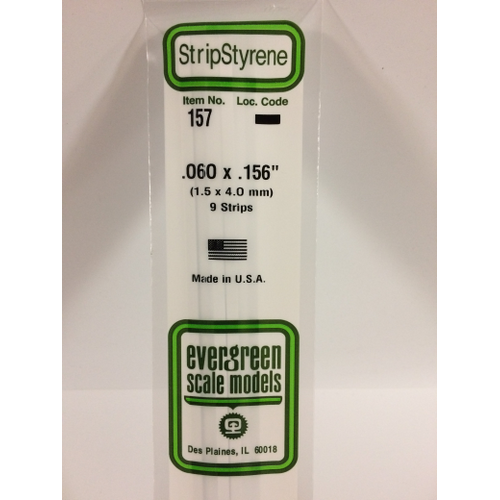 StripStyrene
Item No. Loc. Code
157
.060 x .156"
(1.5 x 4.0 mm)
9 Strips
Made in U.S.A.
evergreen
scale models
Des Plaines, IL 60018